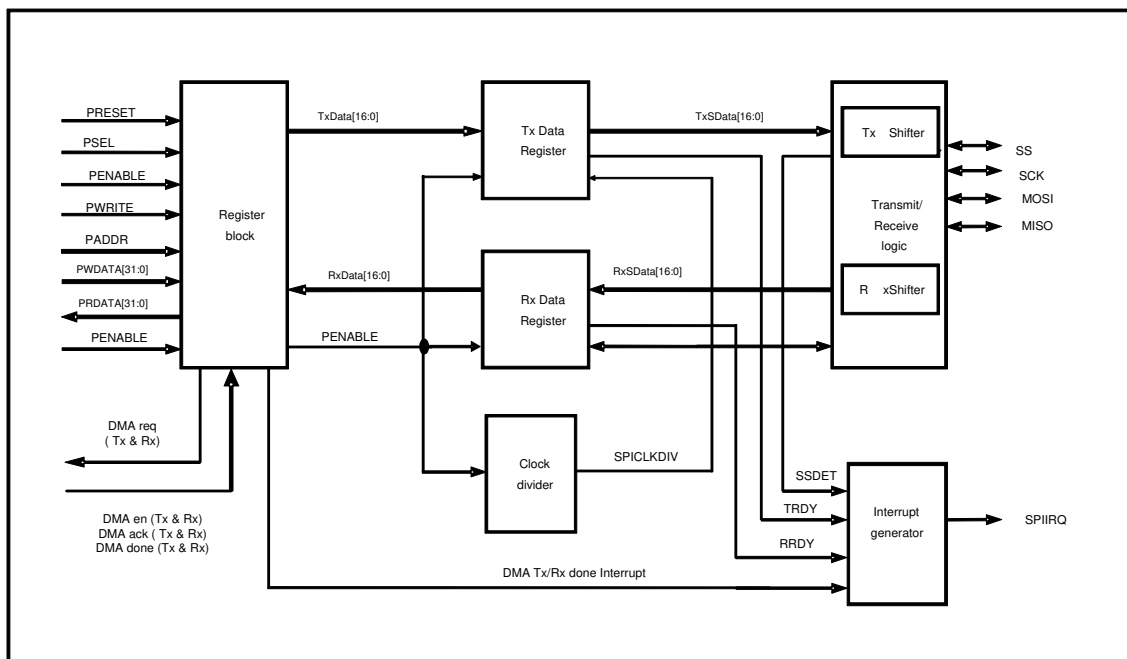 PRESET
PSEL
PENABLE
PWRITE
PADDR
PWDATA[31:0]
PRDATA[31:0]
PENABLE
Register
block
TxData[16:0]
RxData[16:0]
PENABLE
Tx Data
Register
Rx Data
Register
Clock
divider
TxSData[16:0]
RxSData[16:0]
SPICLKDIV
Tx Shifter
Transmit/
Receive
logic
R xShifter
SS
SCK
MOSI
MISO
DMA req
( Tx & Rx)
DMA en (Tx & Rx)
DMA ack ( Tx & Rx)
DMA done (Tx & Rx)
DMA Tx/Rx done Interrupt
SSDET
TRDY
RRDY
Interrupt
generator
SPIIRQ